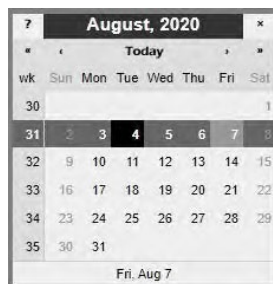 ? August, 2020 ×
« ‹ Today › »
wk Sun Mon Tue Wed Thu Fri Sat
30 1
31 2 3 4 5 6 7 8
32 9 10 11 12 13 14 15
33 16 17 18 19 20 21 22
34 23 24 25 26 27 28 29
35 30 31
Fri, Aug 7